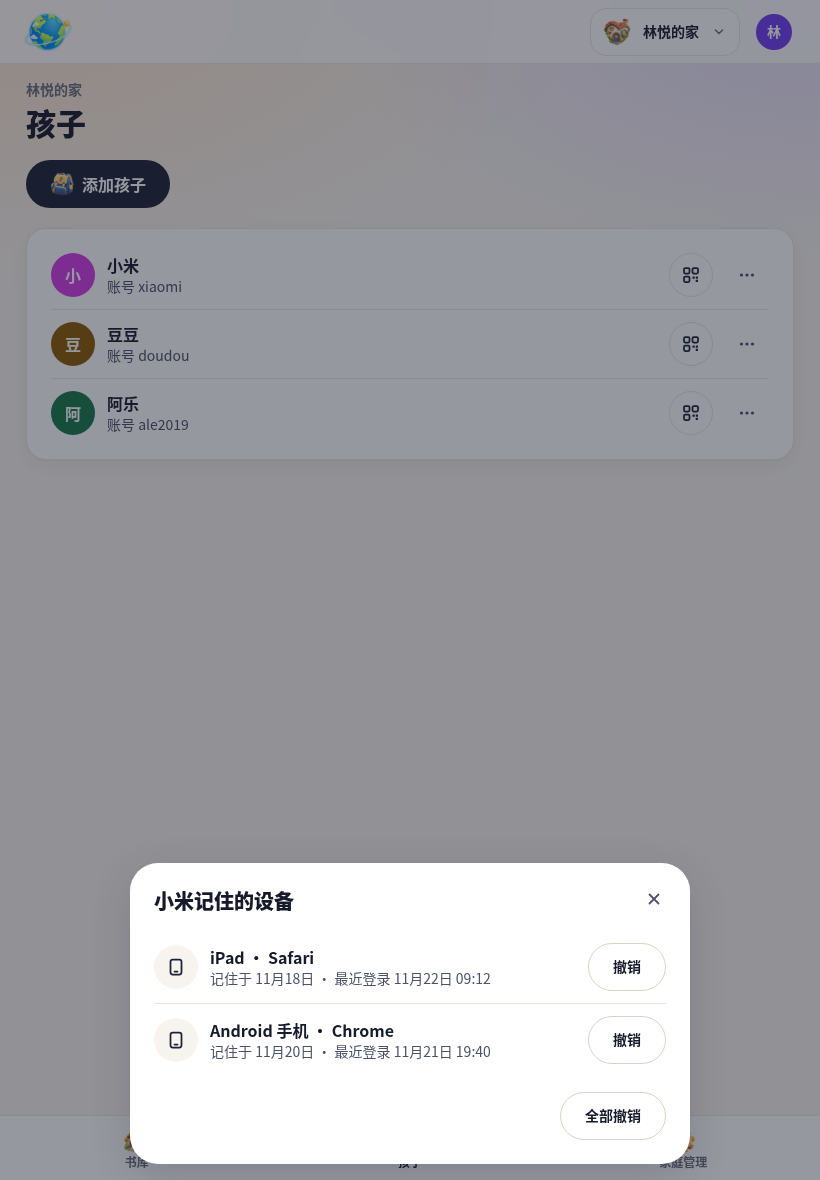 林悦的家
林
林悦的家
孩子
添加孩子
小
小米
账号 xiaomi
豆
豆豆
账号 doudou
阿
阿乐
账号 ale2019
小米记住的设备
iPad · Safari
记住于 11月18日 · 最近登录 11月22日 09:12
撤销
Android 手机 · Chrome
记住于 11月20日 · 最近登录 11月21日 19:40
撤销
全部撤销
书库
孩子
家庭管理